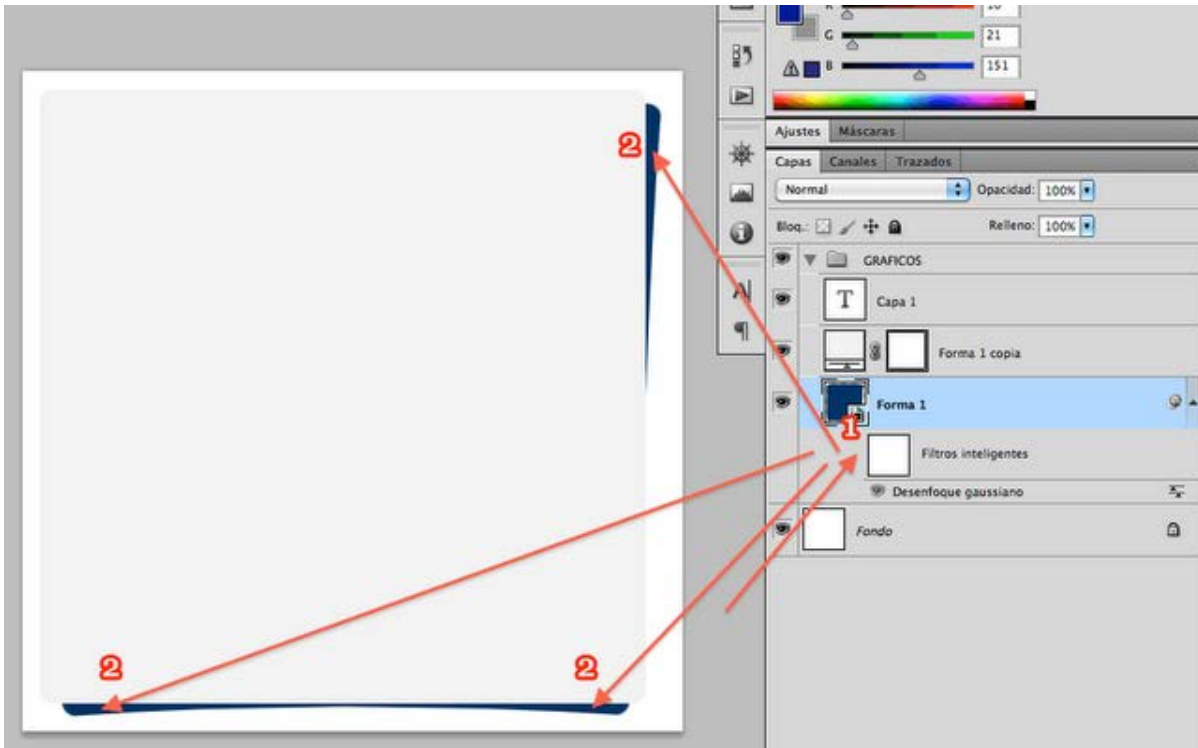 R
G 21
B 151
Ajustes Máscaras
Capas Canales Trazados
Normal Opacidad: 100%
Bloq.: Relleno: 100%
GRAFICOS
T Capa 1
Forma 1 copia
Forma 1
1
Filtros inteligentes
Desenfoque gaussiano
Fondo
A
¶
2
2 2